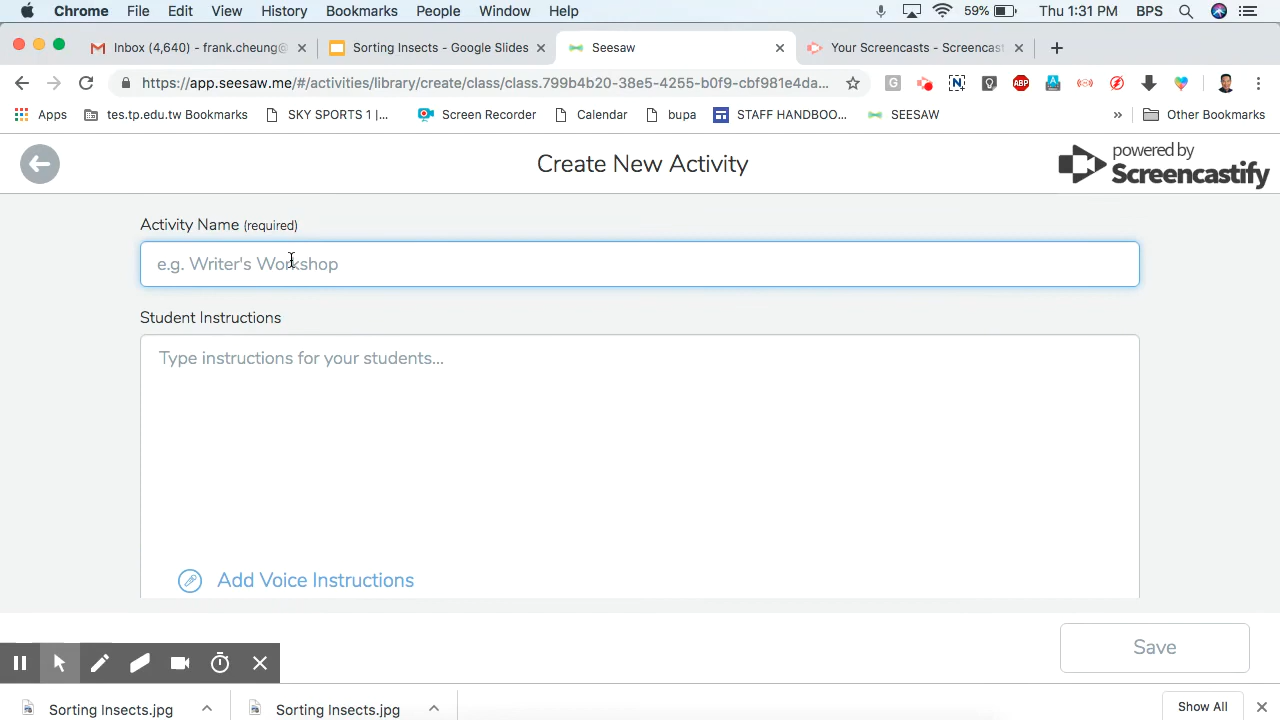 Chrome File Edit View History Bookmarks People Window Help 59% Thu 1:31 PM BPS
Inbox (4,640) - frank.cheung@ Sorting Insects - Google Slides Seesaw Your Screencasts - Screencast
https://app.seesaw.me/#/activities/library/create/class/class.799b4b20-38e5-4255-b0f9-cbf981e4da... G N ABP
Apps tes.tp.edu.tw Bookmarks SKY SPORTS 1 |... Screen Recorder Calendar bupa STAFF HANDBOO... SEESAW » Other Bookmarks
Create New Activity
powered by
Screencastify
Activity Name (required)
e.g. Writer's Workshop
Student Instructions
Type instructions for your students...
Add Voice Instructions
Save
Sorting Insects.jpg Sorting Insects.jpg Show All